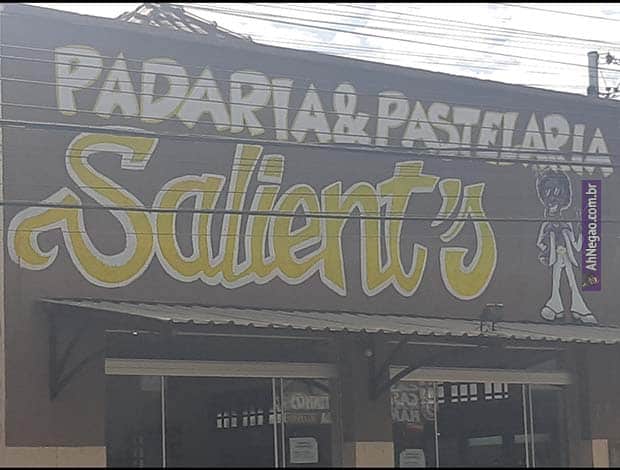 PADARIA & PASTELARIA
Salient's
AhNegao.com.br